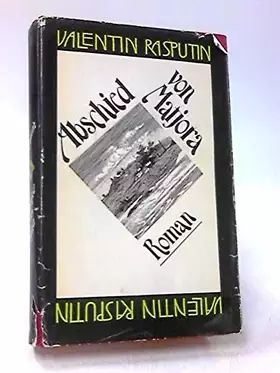 VALENTIN RASPUTIN
Abschied
von Matjora
Roman
VALENTIN RASPUTIN